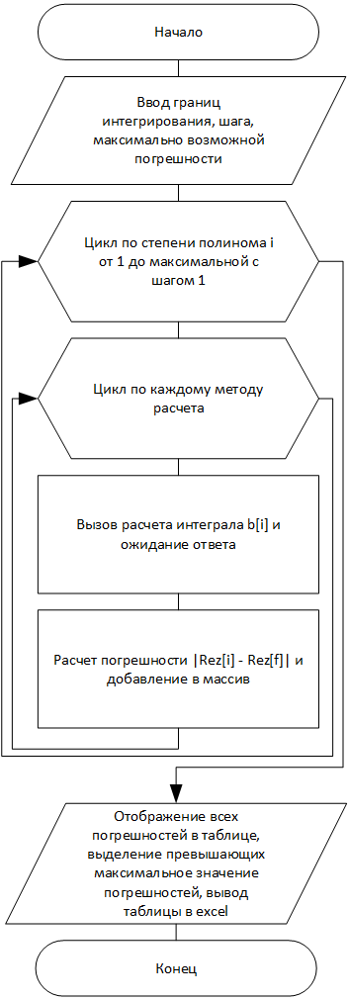 Начало
Ввод границ
интегрирования, шага,
максимально возможной
погрешности
Цикл по степени полинома i
от 1 до максимальной с
шагом 1
Цикл по каждому методу
расчета
Вызов расчета интеграла b[i] и
ожидание ответа
Расчет погрешности |Rez[i] - Rez[f]| и
добавление в массив
Отображение всех
погрешностей в таблице,
выделение превышающих
максимальное значение
погрешностей, вывод
таблицы в excel
Конец